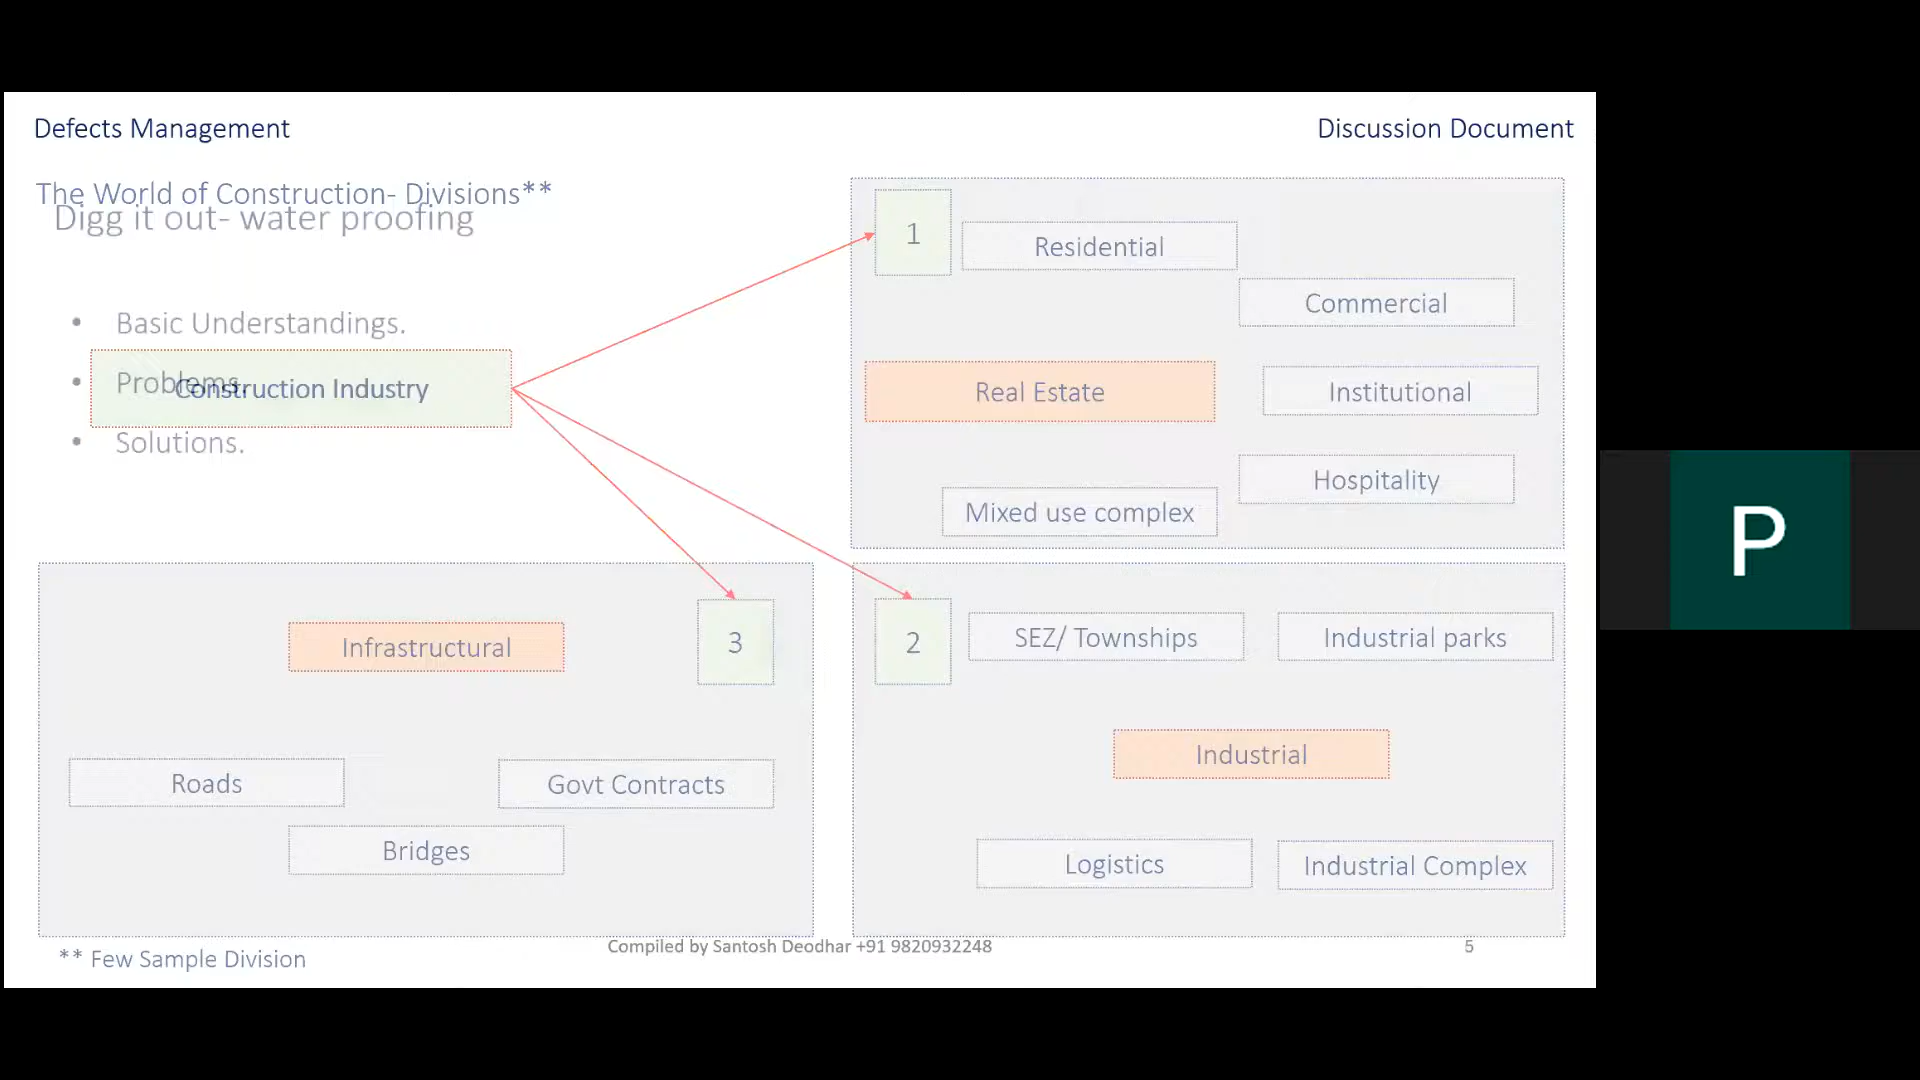 Defects Management
Discussion Document
The World of Construction- Divisions**
Digg it out- water proofing
• Basic Understandings.
• Problems.
Construction Industry
• Solutions.
1
Residential
Commercial
Real Estate
Institutional
Hospitality
Mixed use complex
Infrastructural
3
Roads
Govt Contracts
Bridges
2
SEZ/ Townships
Industrial parks
Industrial
Logistics
Industrial Complex
** Few Sample Division
Compiled by Santosh Deodhar +91 9820932248
5
P